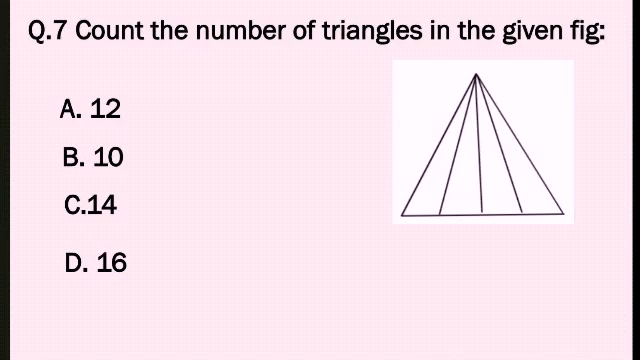 Q.7 Count the number of triangles in the given fig:
A. 12
B. 10
C.14
D. 16